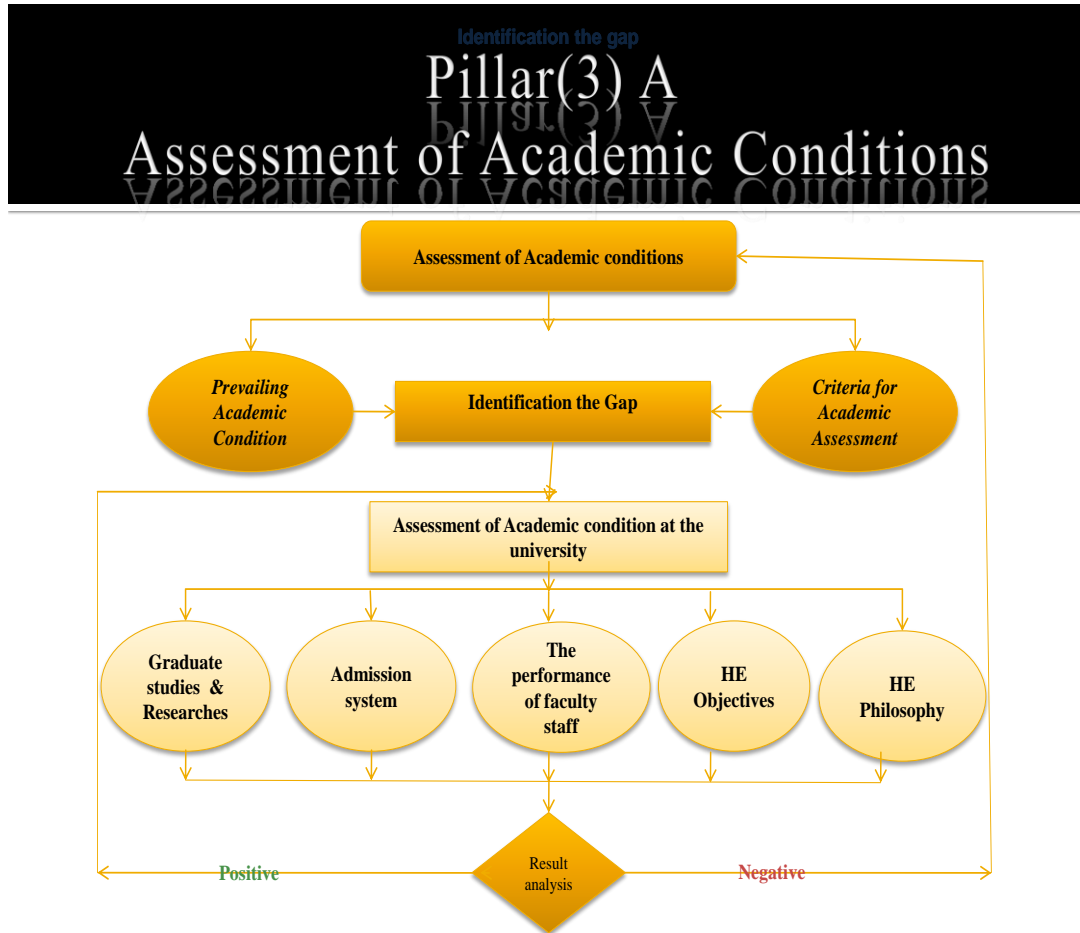 Identification the gap
Pillar(3) A
Assessment of Academic Conditions
Assessment of Academic conditions
Prevailing
Academic
Condition
Identification the Gap
Criteria for
Academic
Assessment
Assessment of Academic condition at the
university
Graduate
studies &
Researches
Admission
system
The
performance
of faculty
staff
HE
Objectives
HE
Philosophy
Positive
Result
analysis
Negative